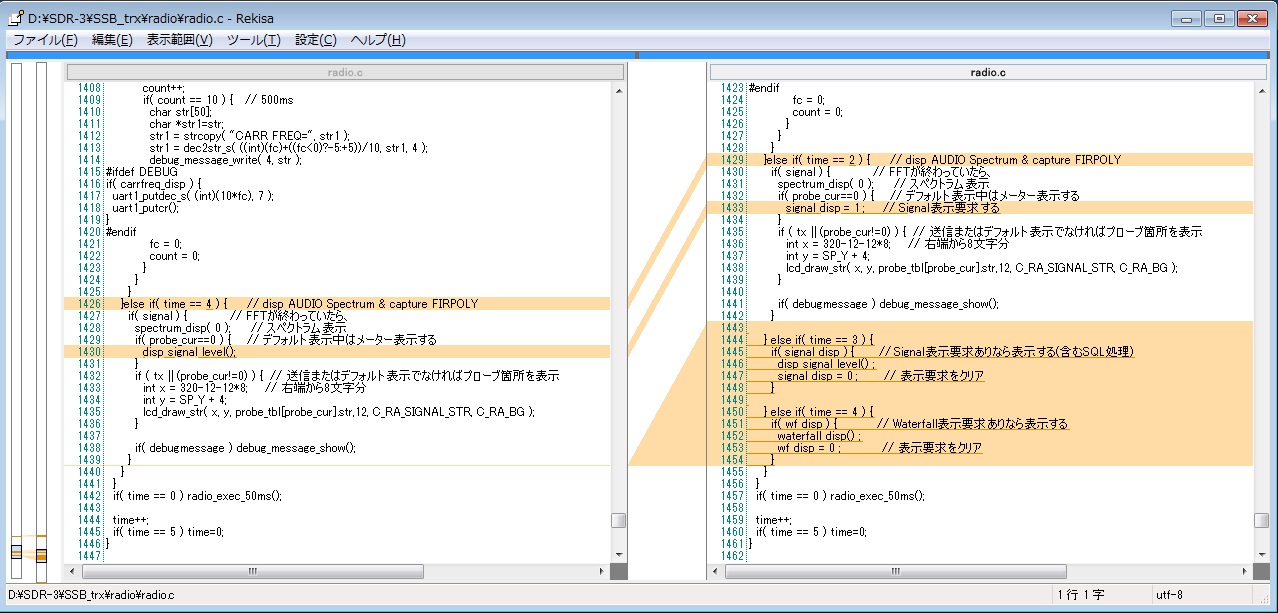 D:¥SDR-3¥SSB_trx¥radio¥radio.c - Rekisa
ファイル(F) 編集(E) 表示範囲(V) ツール(T) 設定(C) ヘルプ(H)
radio.c
1408 count++;
1409 if( count == 10 ) { // 500ms
1410 char str[50];
1411 char *str1=str;
1412 str1 = strcopy( "CARR FREQ=", str1 );
1413 str1 = dec2str_s( ((int)(fc)+((fc<0)?-5:+5))/10, str1, 4 );
1414 debug_message_write( 4, str );
1415 #ifdef DEBUG
1416 if( carrfreq_disp ) {
1417 uart1_putdec_s( (int)(10*fc), 7 );
1418 uart1_putcr();
1419 }
1420 #endif
1421 fc = 0;
1422 count = 0;
1423 }
1424 }
1425 }
1426 }else if( time == 4 ) { // disp AUDIO Spectrum & capture FIRPOLY
1427 if( signal ) { // FFTが終わっていたら、
1428 spectrum_disp( 0 ); // スペクトラム表示
1429 if( probe_cur==0 ) { // デフォルト表示中はメーター表示する
1430 disp_signal_level();
1431 }
1432 if ( tx || (probe_cur!=0) ) { // 送信またはデフォルト表示でなければプローブ箇所を表示
1433 int x = 320-12-12*8; // 右端から8文字分
1434 int y = SP_Y + 4;
1435 lcd_draw_str( x, y, probe_tbl[probe_cur].str,12, C_RA_SIGNAL_STR, C_RA_BG );
1436 }
1437
1438 if( debugmessage ) debug_message_show();
1439 }
1440 }
1441 }
1442 if( time == 0 ) radio_exec_50ms();
1443
1444 time++;
1445 if( time == 5 ) time=0;
1446 }
1447
radio.c
1423 #endif
1424 fc = 0;
1425 count = 0;
1426 }
1427 }
1428 }
1429 }else if( time == 2 ) { // disp AUDIO Spectrum & capture FIRPOLY
1430 if( signal ) { // FFTが終わっていたら、
1431 spectrum_disp( 0 ); // スペクトラム表示
1432 if( probe_cur==0 ) { // デフォルト表示中はメーター表示する
1433 signal_disp = 1; // Signal表示要求する
1434 }
1435 if ( tx || (probe_cur!=0) ) { // 送信またはデフォルト表示でなければプローブ箇所を表示
1436 int x = 320-12-12*8; // 右端から8文字分
1437 int y = SP_Y + 4;
1438 lcd_draw_str( x, y, probe_tbl[probe_cur].str,12, C_RA_SIGNAL_STR, C_RA_BG );
1439 }
1440
1441 if( debugmessage ) debug_message_show();
1442 }
1443
1444 } else if( time == 3 ) {
1445 if( signal_disp ) { // Signal表示要求ありなら表示する(含むSQL処理)
1446 disp_signal_level() ;
1447 signal_disp = 0 ; // 表示要求をクリア
1448 }
1449
1450 } else if( time == 4 ) {
1451 if( wf_disp ) { // Waterfall表示要求ありなら表示する
1452 waterfall_disp() ;
1453 wf_disp = 0 ; // 表示要求をクリア
1454 }
1455 }
1456 }
1457 if( time == 0 ) radio_exec_50ms();
1458
1459 time++;
1460 if( time == 5 ) time=0;
1461 }
1462
D:¥SDR-3¥SSB_trx¥radio¥radio.c 1 行 1 字 utf-8